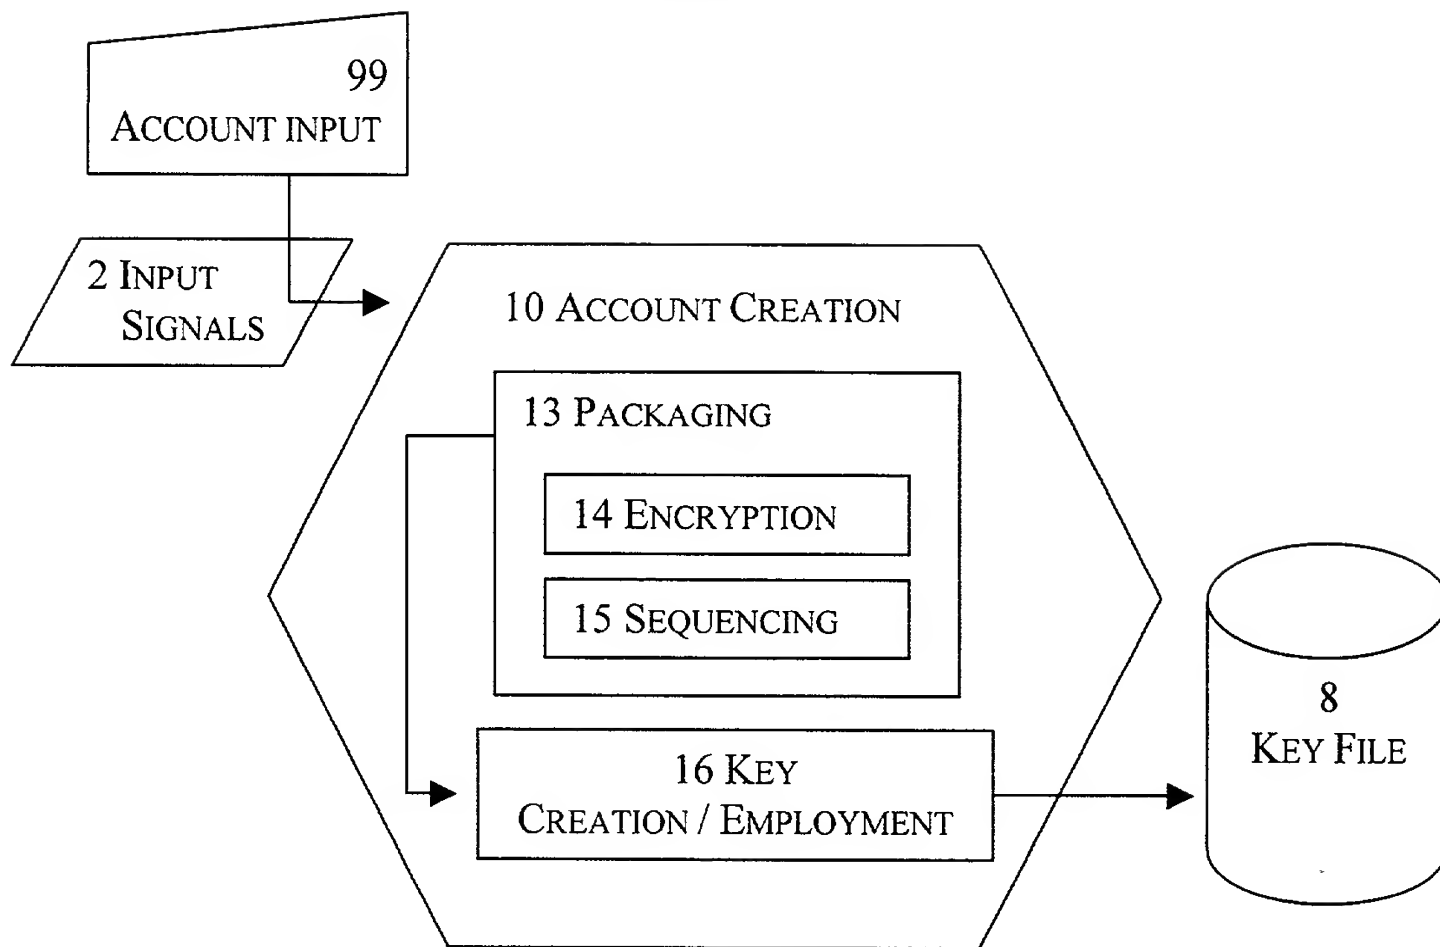 99
ACCOUNT INPUT
2 INPUT
SIGNALS
10 ACCOUNT CREATION
13 PACKAGING
14 ENCRYPTION
15 SEQUENCING
16 KEY
CREATION / EMPLOYMENT
8
KEY FILE